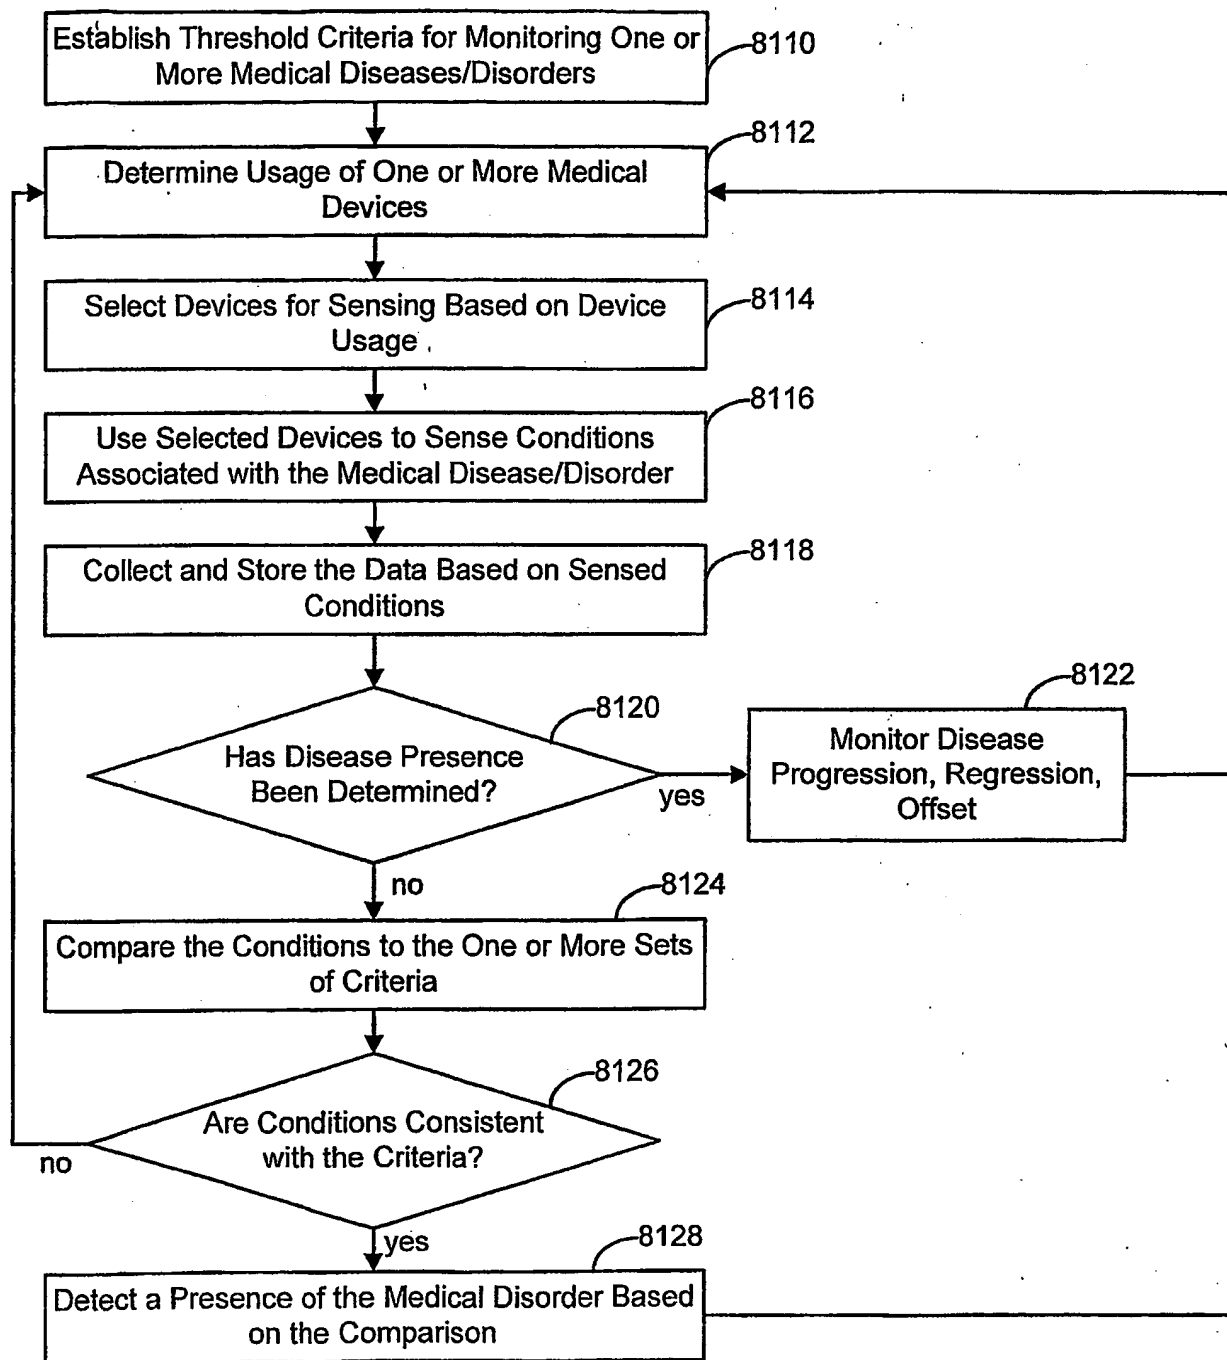 Establish Threshold Criteria for Monitoring One or
More Medical Diseases/Disorders
8110
8112
Determine Usage of One or More Medical
Devices
Select Devices for Sensing Based on Device
Usage
8114
8116
Use Selected Devices to Sense Conditions
Associated with the Medical Disease/Disorder
8118
Collect and Store the Data Based on Sensed
Conditions
8120
Has Disease Presence
Been Determined?
yes
8122
Monitor Disease
Progression, Regression,
Offset
no
8124
Compare the Conditions to the One or More Sets
of Criteria
8126
Are Conditions Consistent
with the Criteria?
no
yes
8128
Detect a Presence of the Medical Disorder Based
on the Comparison